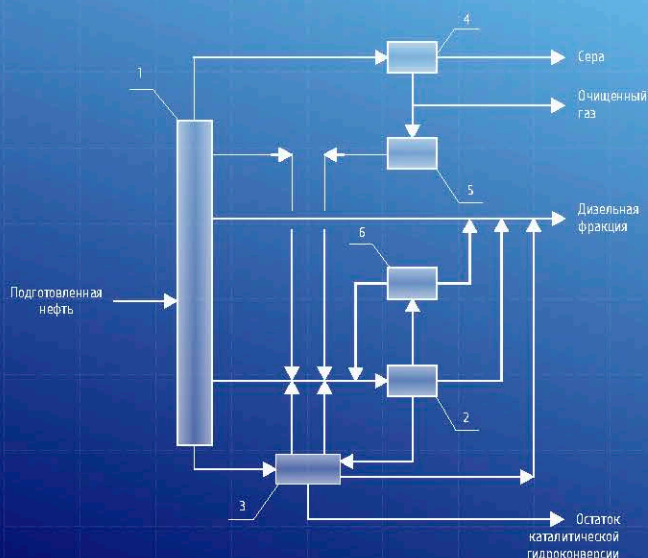 4
Сера
1
Очищенный
газ
5
Дизельная
фракция
6
Подготовленная
нефть
2
3
Остаток
каталитической
гидроконверсии